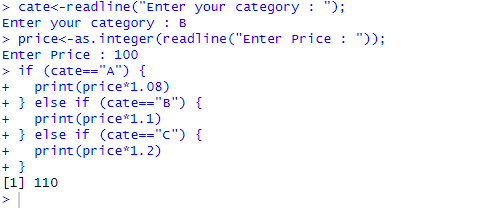 > cate<-readline("Enter your category : ");
Enter your category : B
> price<-as.integer(readline("Enter Price : "));
Enter Price : 100
> if (cate=="A") {
+   print(price*1.08)
+ } else if (cate=="B") {
+   print(price*1.1)
+ } else if (cate=="C") {
+   print(price*1.2)
+ }
[1] 110
>